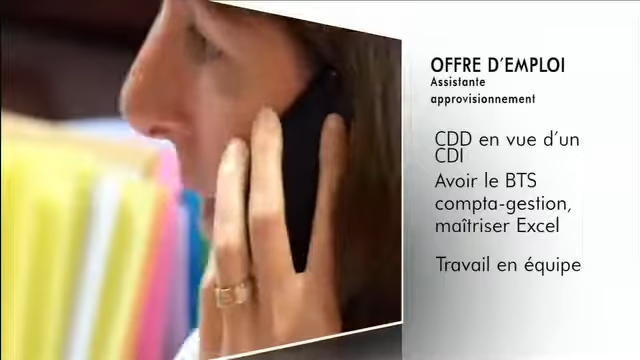 OFFRE D'EMPLOI
Assistante
approvisionnement
CDD en vue d'un
CDI
Avoir le BTS
compta-gestion,
maîtriser Excel
Travail en équipe